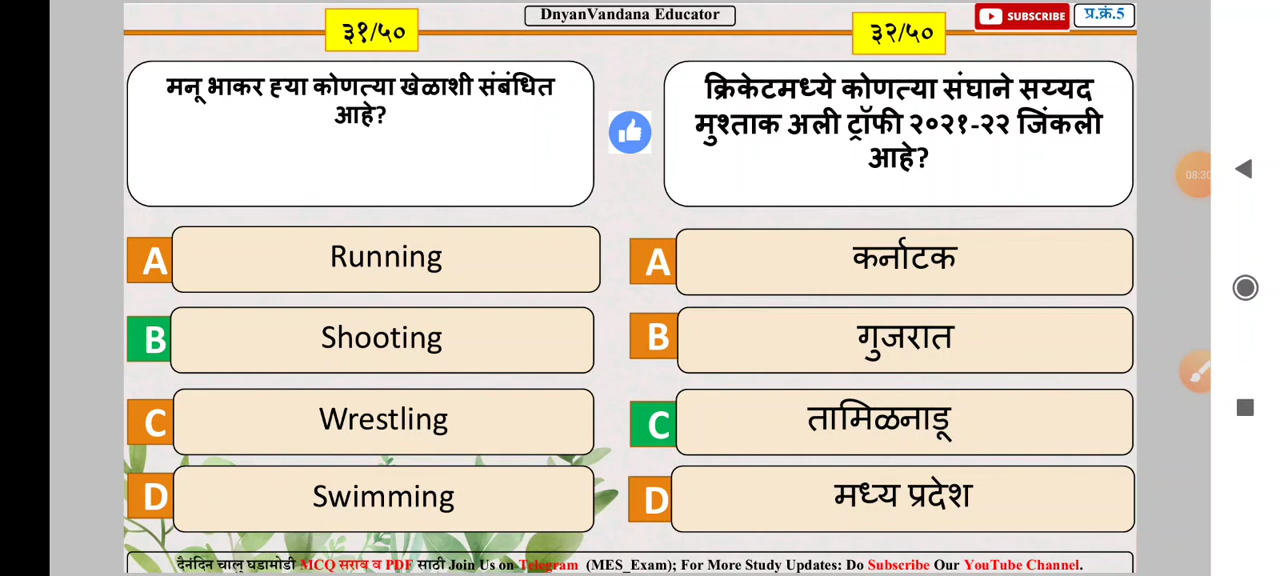 DnyanVandana Educator
SUBSCRIBE
प्र.क्रं.5
३१/५०
मनू भाकर ह्या कोणत्या खेळाशी संबंधित
आहे?
A Running
B Shooting
C Wrestling
D Swimming
३२/५०
क्रिकेटमध्ये कोणत्या संघाने सय्यद
मुश्ताक अली ट्रॉफी २०२१-२२ जिंकली
आहे?
A कर्नाटक
B गुजरात
C तामिळनाडू
D मध्य प्रदेश
08:30
दैनंदिन चालू घडामोडी MCQ सराव व PDF साठी Join Us on Telegram (MES_Exam); For More Study Updates: Do Subscribe Our YouTube Channel.